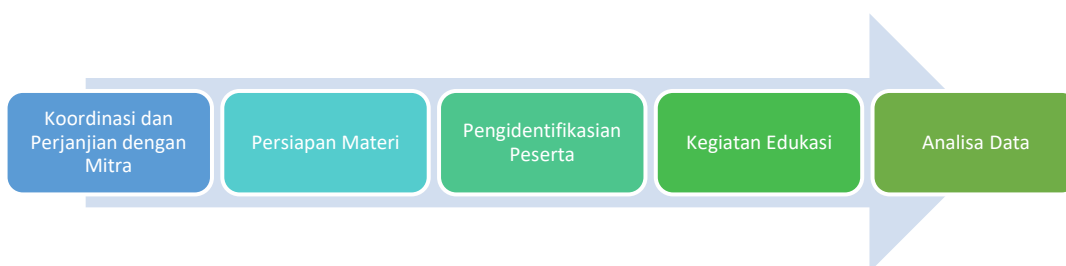 Koordinasi dan
Perjanjian dengan
Mitra
Persiapan Materi
Pengidentifikasian
Peserta
Kegiatan Edukasi
Analisa Data